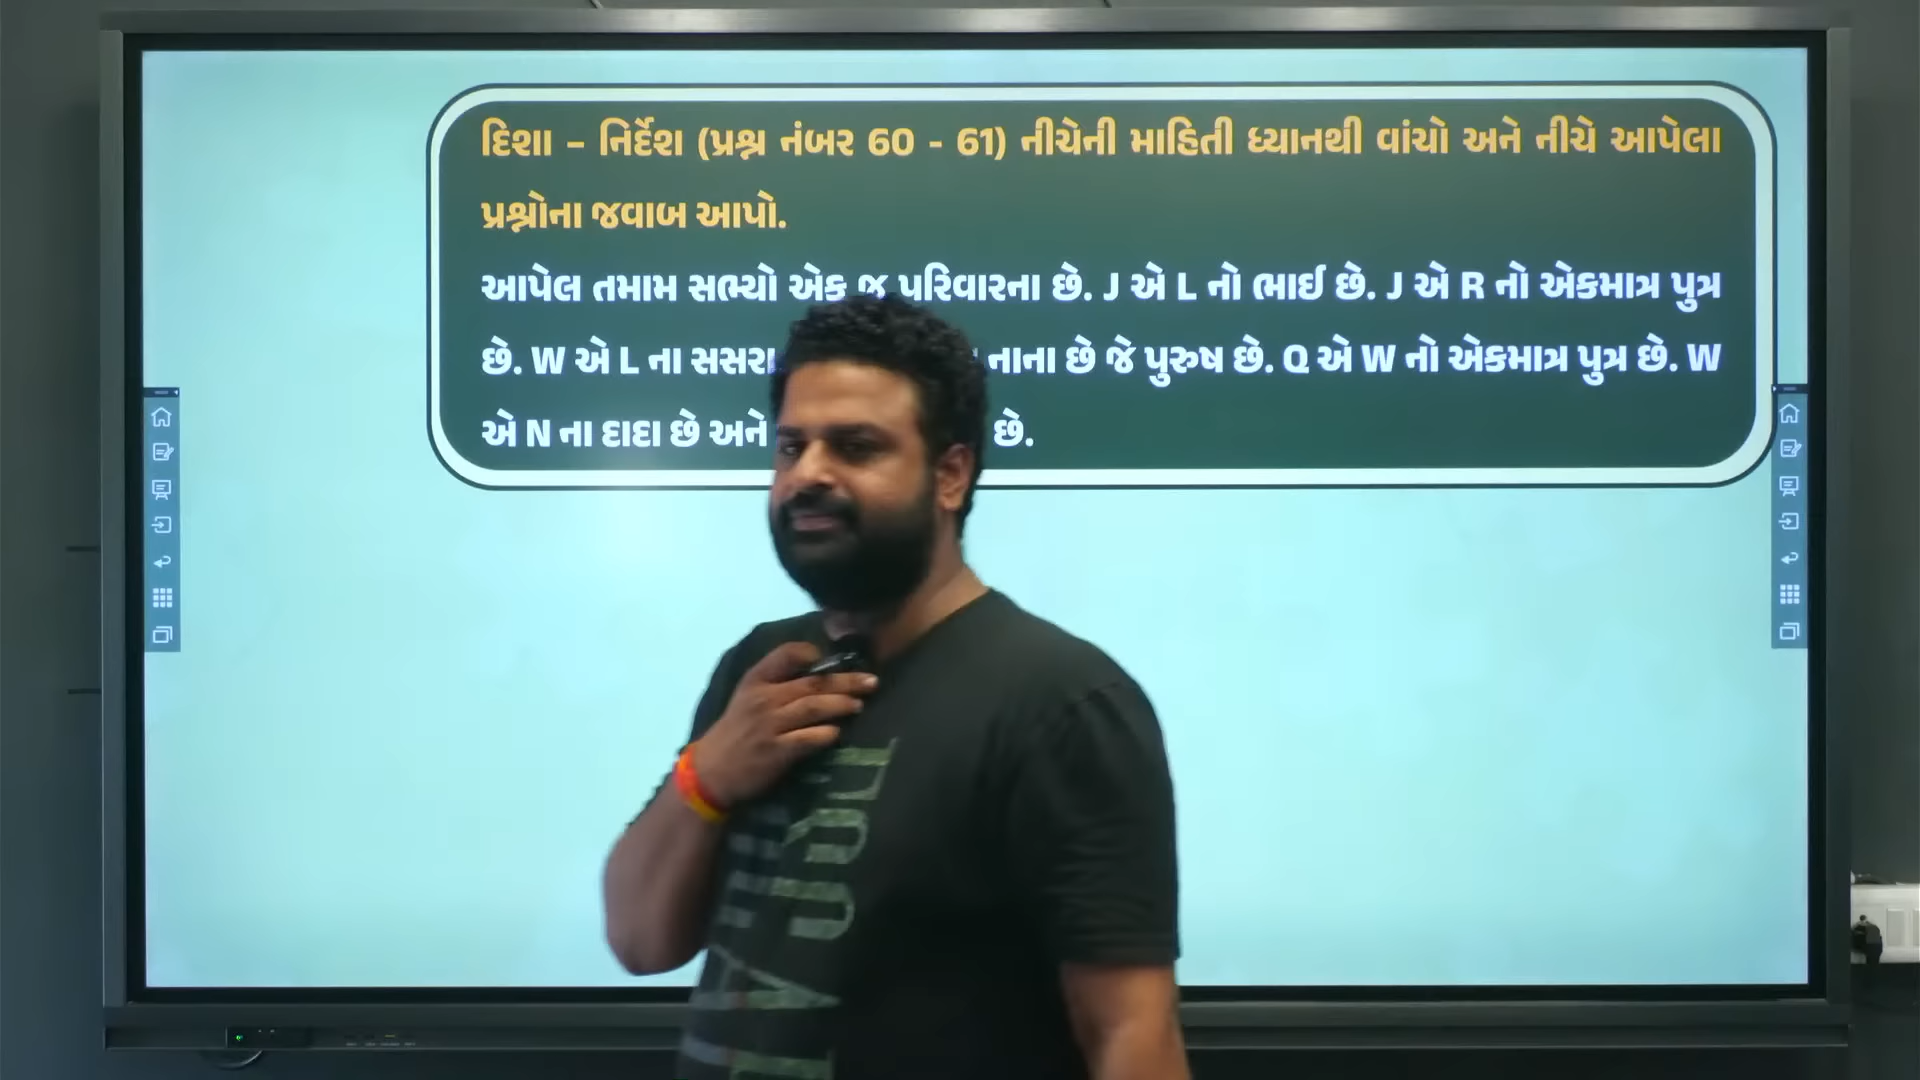 દિશા – નિર્દેશ (પ્રશ્ન નંબર 60 - 61) નીચેની માહિતી ધ્યાનથી વાંચો અને નીચે આપેલા
પ્રશ્નોના જવાબ આપો.
આપેલ તમામ સભ્યો એક જ પરિવારના છે. J એ L નો ભાઈ છે. J એ R નો એકમાત્ર પુત્ર
છે. W એ L ના સસરા નાના છે જે પુરુષ છે. Q એ W નો એકમાત્ર પુત્ર છે. W
એ N ના દાદા છે અને છે.